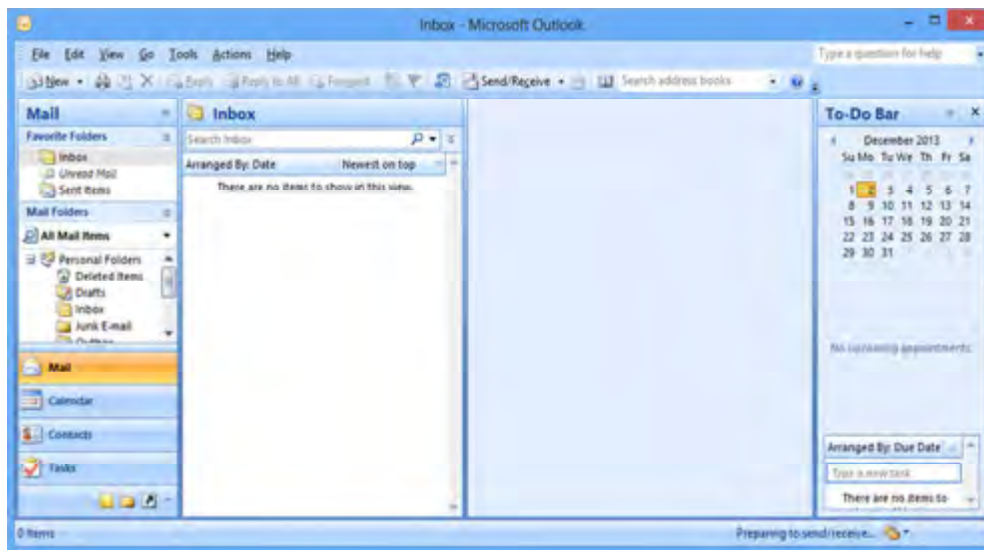 Inbox - Microsoft Outlook
File Edit View Go Tools Actions Help
Type a question for help
New Reply Reply to All Forward Send/Receive Search address books
Mail
Favorite Folders
Inbox
Unread Mail
Sent Items
Mail Folders
All Mail Items
Personal Folders
Deleted Items
Drafts
Inbox
Junk E-mail
Outbox
Mail
Calendar
Contacts
Tasks
Inbox
Search Inbox
Arranged By: Date Newest on top
There are no items to show in this view.
To-Do Bar
December 2013
Su Mo Tu We Th Fr Sa
1 2 3 4 5 6 7
8 9 10 11 12 13 14
15 16 17 18 19 20 21
22 23 24 25 26 27 28
29 30 31
No upcoming appointments.
Arranged By: Due Date
Type a new task
There are no items to
0 Items
Preparing to send/receive...